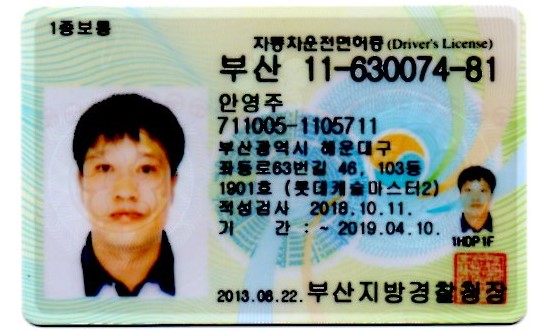 1종보통
자동차운전면허증 (Driver's License)
부산 11-630074-81
안영주
711005-1105711
부산광역시 해운대구
좌동로63번길 46, 103동
1901호 (롯데캐슬마스터2)
적성검사 2018.10.11.
기 간 : ~ 2019.04.10.
1HDP1F
2013.08.22. 부산지방경찰청장